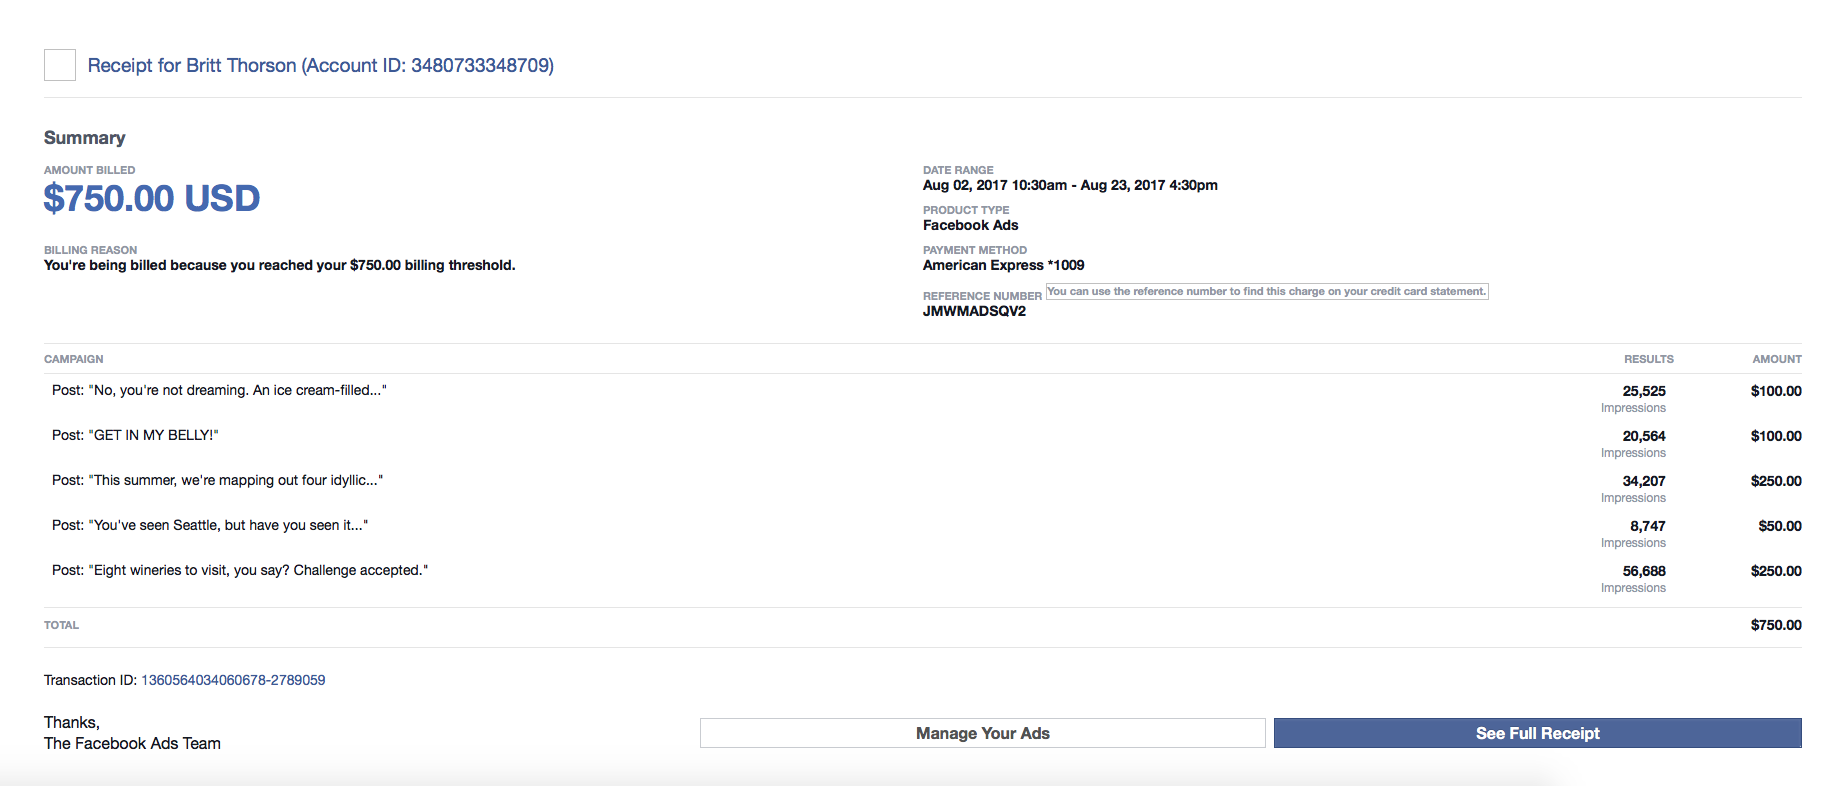 Receipt for Britt Thorson (Account ID: 3480733348709)
Summary
AMOUNT BILLED
$750.00 USD
BILLING REASON
You're being billed because you reached your $750.00 billing threshold.
DATE RANGE
Aug 02, 2017 10:30am - Aug 23, 2017 4:30pm
PRODUCT TYPE
Facebook Ads
PAYMENT METHOD
American Express *1009
REFERENCE NUMBER You can use the reference number to find this charge on your credit card statement.
JMWMADSQV2
CAMPAIGN RESULTS AMOUNT
Post: "No, you're not dreaming. An ice cream-filled..." 25,525 $100.00
Impressions
Post: "GET IN MY BELLY!" 20,564 $100.00
Impressions
Post: "This summer, we're mapping out four idyllic..." 34,207 $250.00
Impressions
Post: "You've seen Seattle, but have you seen it..." 8,747 $50.00
Impressions
Post: "Eight wineries to visit, you say? Challenge accepted." 56,688 $250.00
Impressions
TOTAL $750.00
Transaction ID: 1360564034060678-2789059
Thanks,
The Facebook Ads Team
Manage Your Ads See Full Receipt